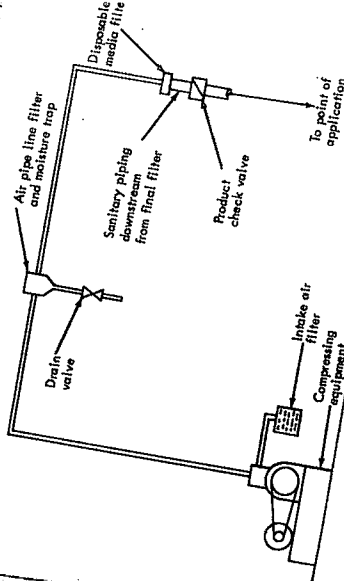 Disposable
media filte
Air pipe line filter
and moisture trap
Sanitary piping
downstream
from final filter
Product
check valve
To point of
application
Drain
valve
Intake air
filter
Compressing
equipment